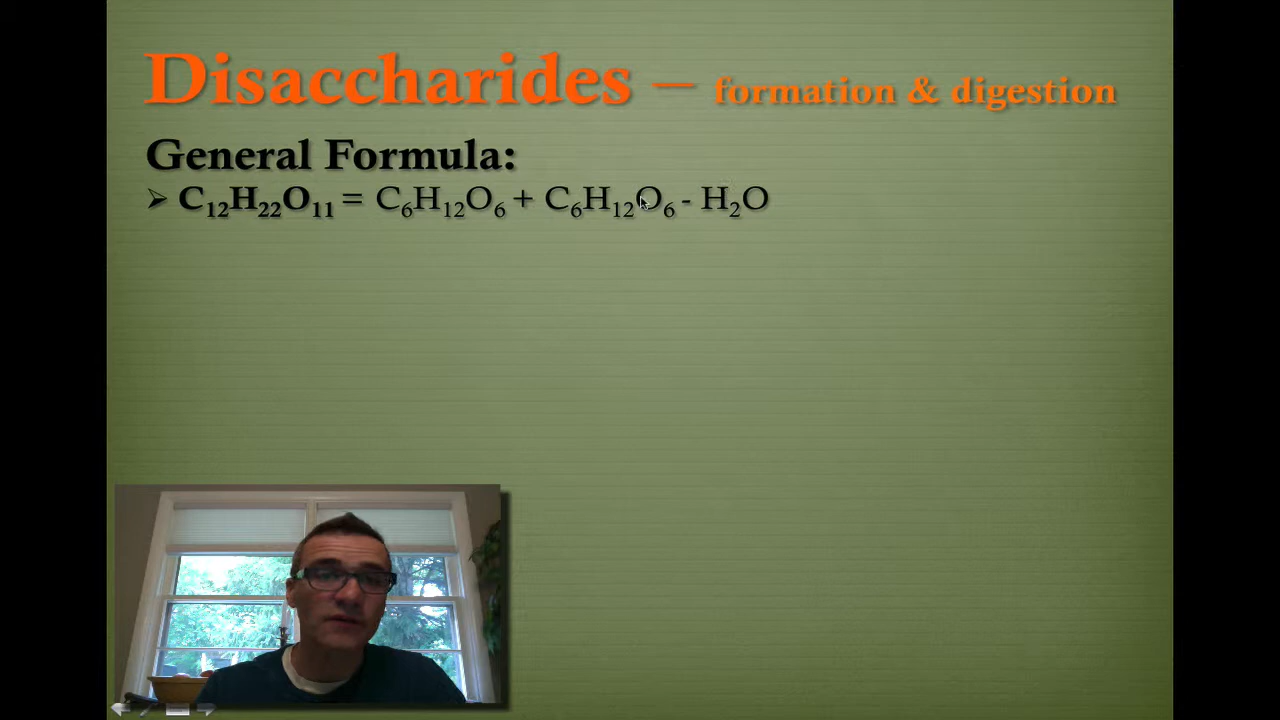 Disaccharides – formation & digestion
General Formula:
➢ C₁₂H₂₂O₁₁ = C₆H₁₂O₆ + C₆H₁₂O₆ - H₂O